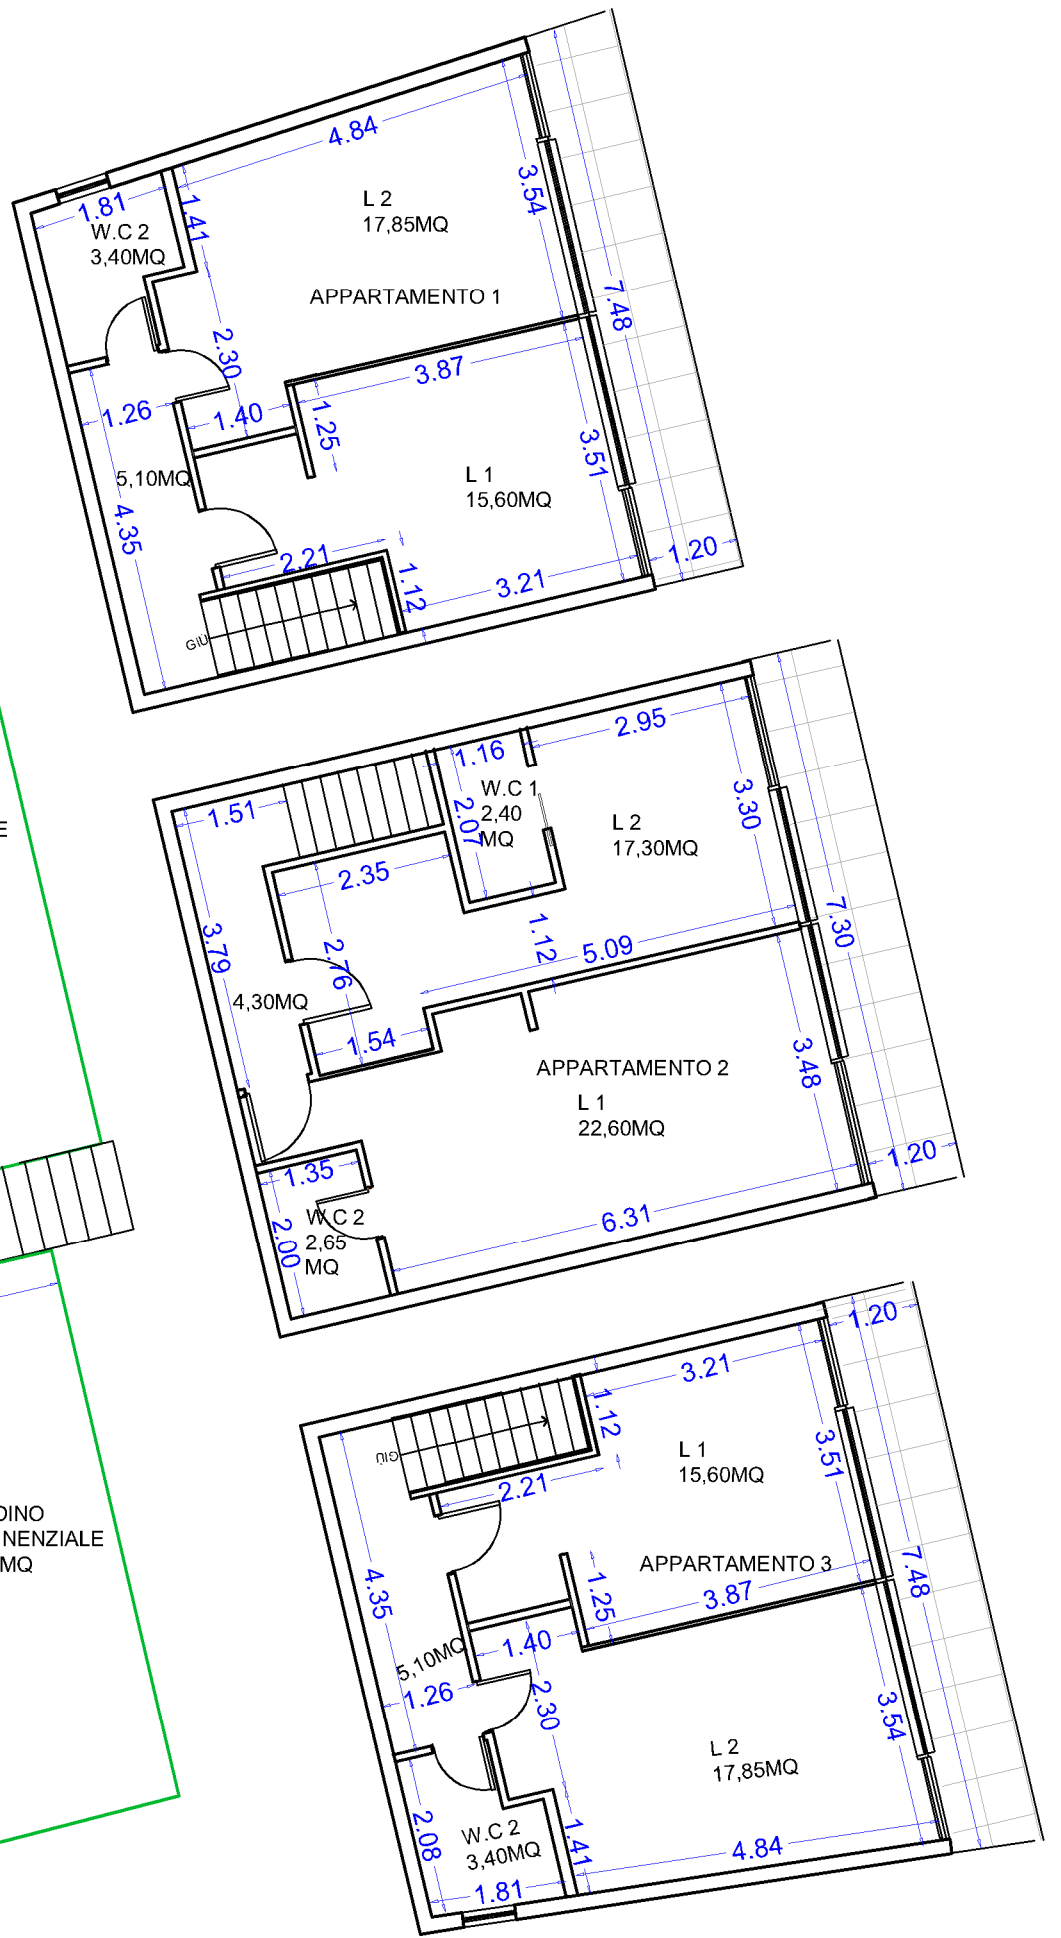 4.84
3.54
L 2
17,85MQ
1.81
1.41
W.C 2
3,40MQ
APPARTAMENTO 1
7.48
2.30
3.87
1.26
1.40
1.25
3.51
L 1
15,60MQ
5,10MQ
4.35
2.21
1.12
3.21
1.20
GIÙ
2.95
1.16
1.51
W.C 1
2,40
MQ
2.07
3.30
L 2
17,30MQ
E
2.35
3.79
2.76
1.12
5.09
7.30
4,30MQ
1.54
3.48
APPARTAMENTO 2
L 1
22,60MQ
1.35
1.20
W.C 2
2,65
MQ
2.00
6.31
1.20
3.21
1.12
3.51
L 1
15,60MQ
GIÙ
2.21
DINO
NENZIALE
MQ
APPARTAMENTO 3
7.48
4.35
1.25
3.87
1.40
5,10MQ
1.26
2.30
3.54
L 2
17,85MQ
2.08
W.C 2
3,40MQ
1.41
4.84
1.81